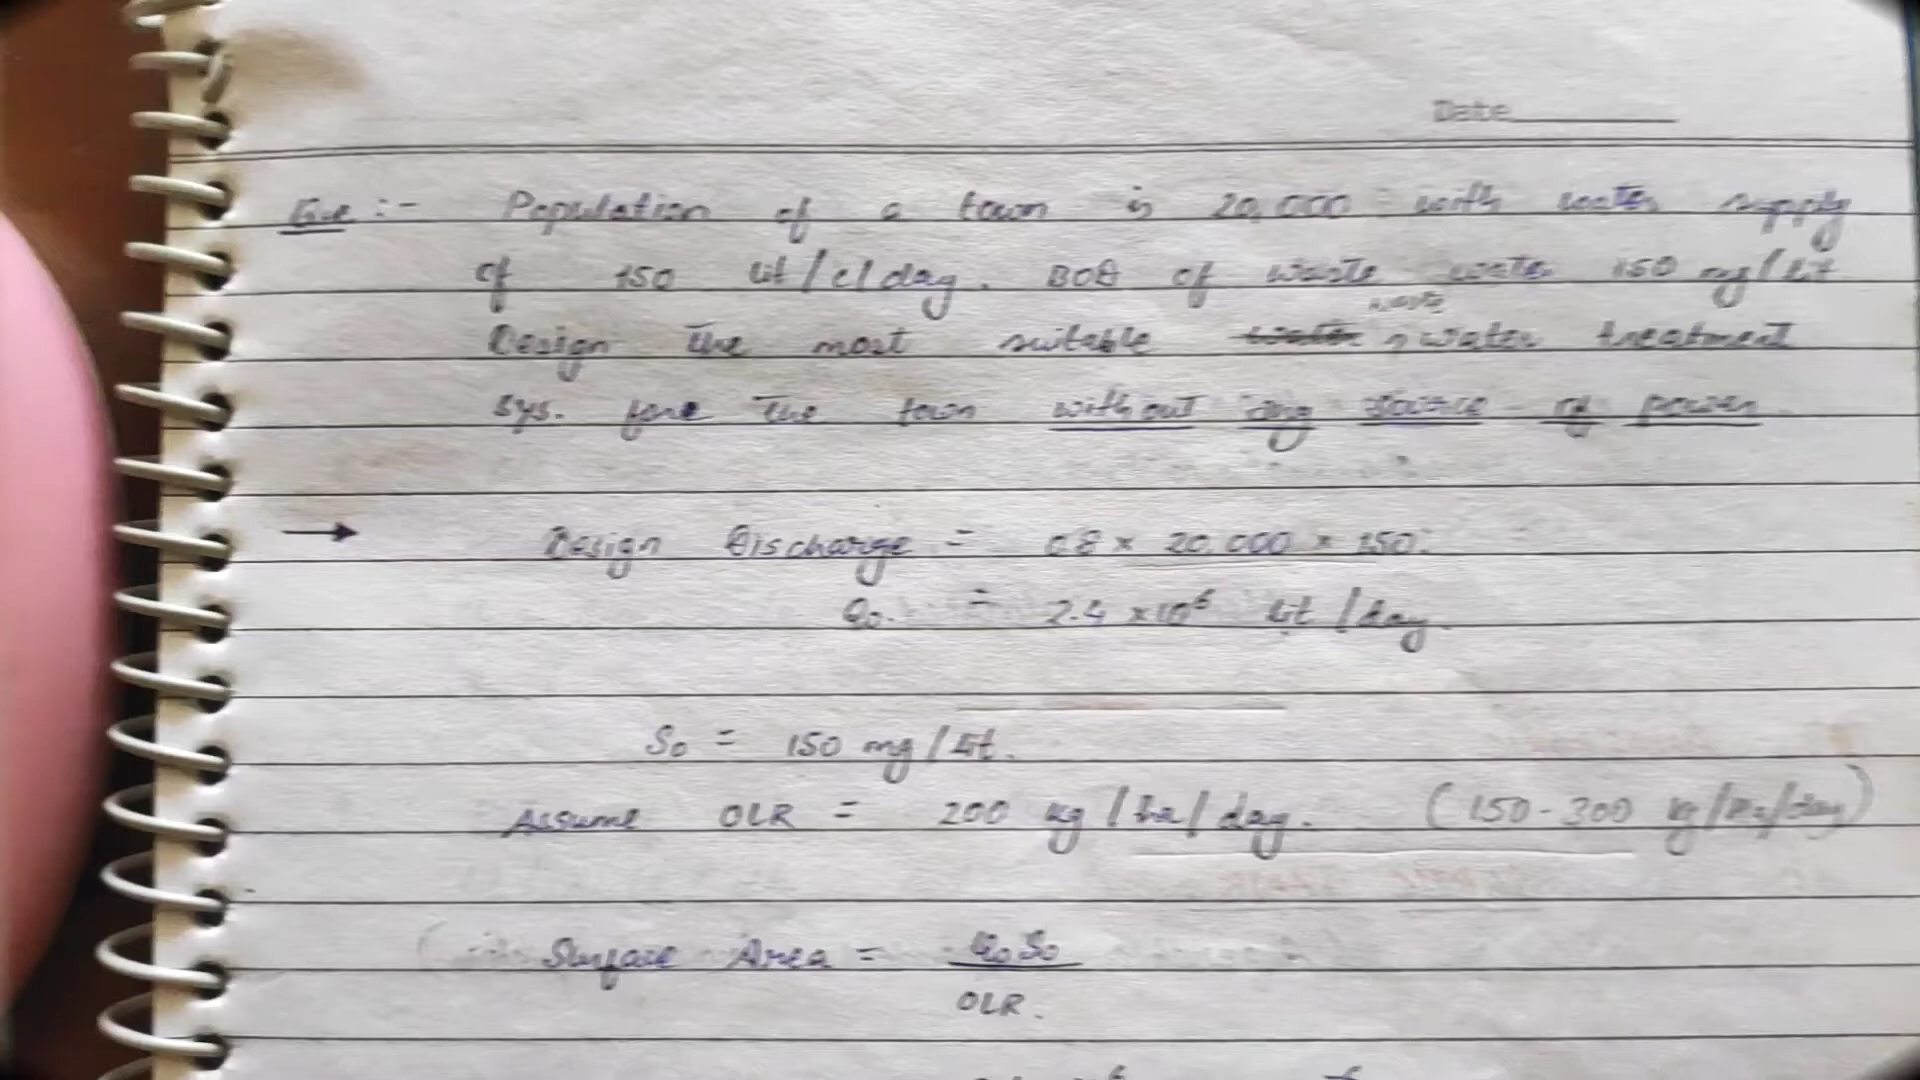 Date
Que :- Population of a town is 20,000 with water supply
of 150 lit/c/day. BOD of waste water 150 mg/lit
waste
Design the most suitable water treatment
sys. for the town without any source of power.
→ Design Discharge = 0.8 × 20,000 × 150.
Q₀. = 2.4 × 10⁶ lit/day.
S₀ = 150 mg/lit.
Assume OLR = 200 kg/ha/day. (150-300 kg/ha/day)
Surface Area = Q₀S₀
OLR.